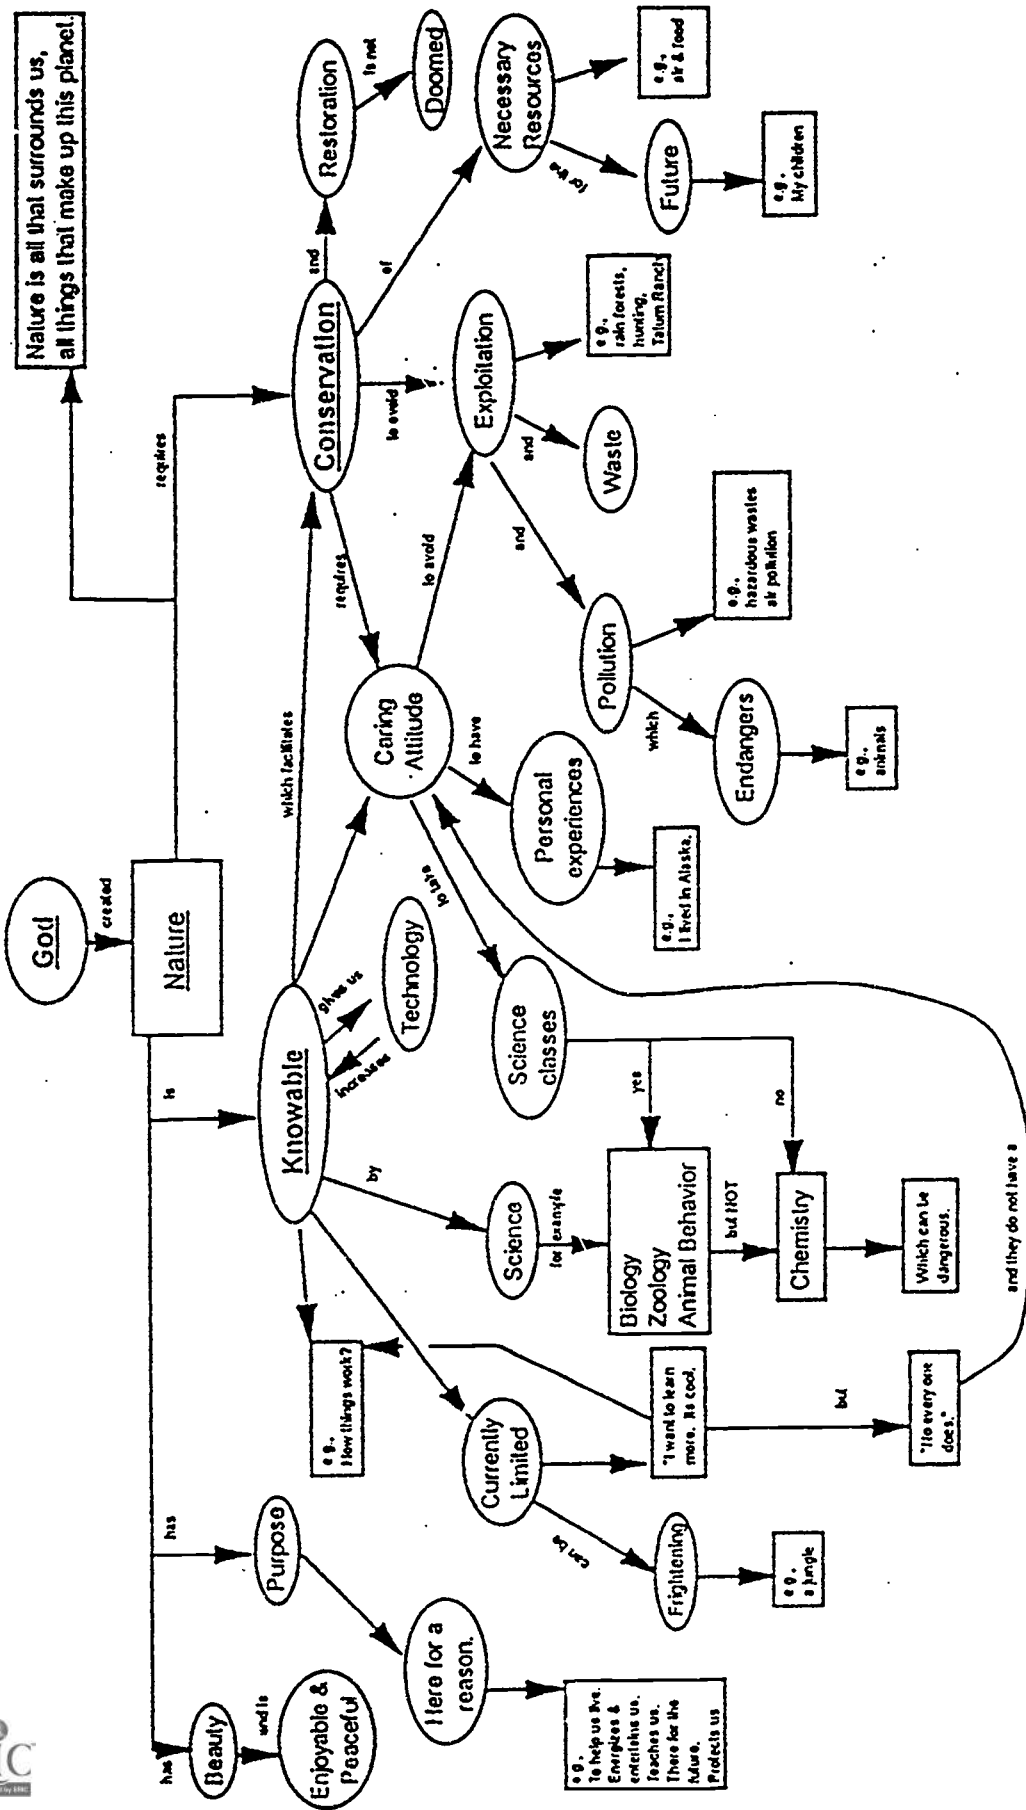 God
created
Nature
Nature is all that surrounds us,
all things that make up this planet.
requires
is
has
has
Beauty
and is
Enjoyable &
Peaceful
Purpose
Here for a
reason.
e.g.
To help us live.
Energizes &
entertains us.
Teaches us.
There for the
future.
Protects us
Knowable
which facilitates
gives us
increases
Technology
by
Science
for example
Biology
Zoology
Animal Behavior
but NOT
Chemistry
Which can be
dangerous.
e.g.,
How things work?
Currently
Limited
can be
Frightening
e.g.,
a jungle
"I want to learn
more. Its cool.
but
"No every one
does."
and they do not have a
Conservation
and
Restoration
is not
Doomed
of
Necessary
Resources
e.g.,
air & food
for the
Future
e.g.,
My children
to avoid
Exploitation
e.g.,
rain forests,
hunting,
Tatum Ranch
and
Waste
and
Pollution
e.g.,
hazardous wastes
air pollution
which
Endangers
e.g.,
animals
requires
Caring
Attitude
to avoid
to have
Personal
experiences
e.g.,
I lived in Alaska.
to take
Science
classes
yes
no